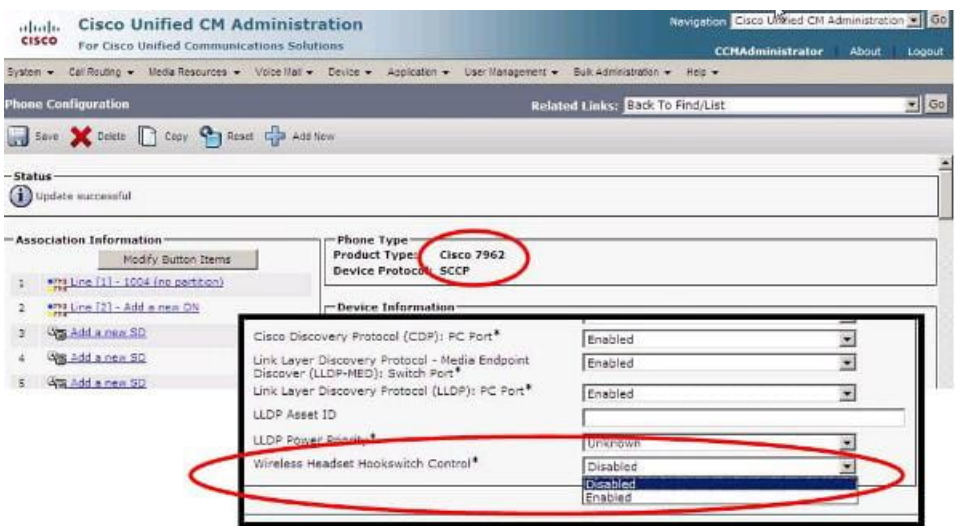 Cisco Unified CM Administration
For Cisco Unified Communications Solutions
CISCO
Navigation Cisco Unified CM Administration Go
CCMAdministrator About Logout
System Call Routing Media Resources Voice Mail Device Application User Management Bulk Administration Help
Phone Configuration
Related Links: Back To Find/List Go
Save Delete Copy Reset Add New
Status
Update successful
Association Information
Modify Button Items
1 Line [1] - 1004 (no partition)
2 Line [2] - Add a new DN
3 Add a new SD
4 Add a new SD
5 Add a new SD
Phone Type
Product Type: Cisco 7962
Device Protocol: SCCP
Device Information
Cisco Discovery Protocol (CDP): PC Port* Enabled
Link Layer Discovery Protocol - Media Endpoint
Discover (LLDP-MED): Switch Port* Enabled
Link Layer Discovery Protocol (LLDP): PC Port* Enabled
LLDP Asset ID
LLDP Power Priority* Unknown
Wireless Headset Hookswitch Control* Disabled
Disabled
Enabled